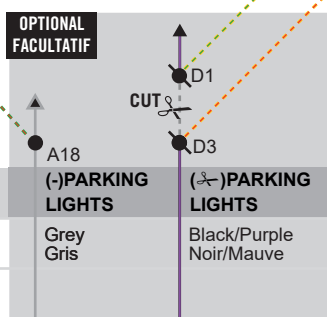 OPTIONAL
FACULTATIF
D1
CUT
D3
A18
(-)PARKING
LIGHTS
(✂)PARKING
LIGHTS
Grey
Gris
Black/Purple
Noir/Mauve